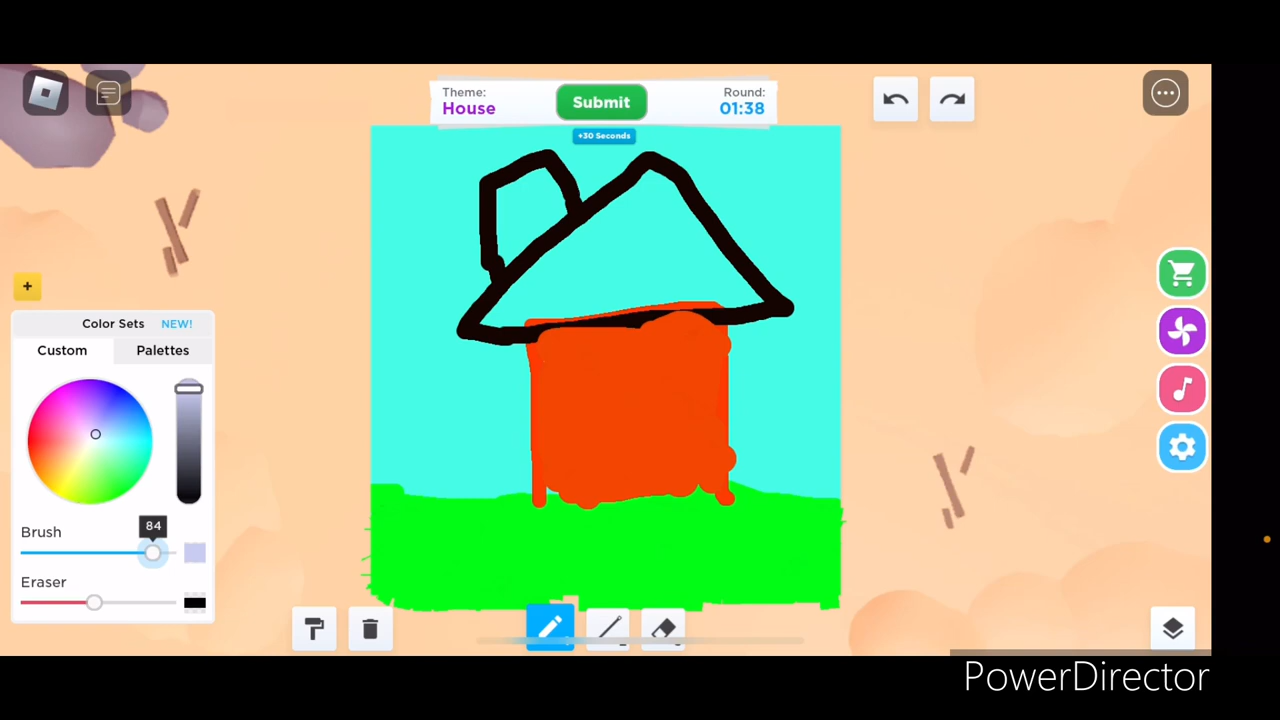 Theme:
House
Submit
Round:
01:38
+30 Seconds
+
Color Sets NEW!
Custom Palettes
84
Brush
Eraser
PowerDirector